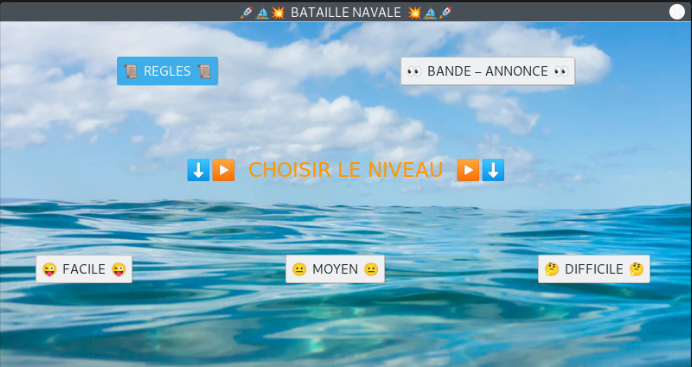 🚀⛵💥 BATAILLE NAVALE 💥⛵🚀
📜 REGLES 📜
👀 BANDE – ANNONCE 👀
⬇️▶️ CHOISIR LE NIVEAU ▶️⬇️
😜 FACILE 😜
😐 MOYEN 😐
🤔 DIFFICILE 🤔